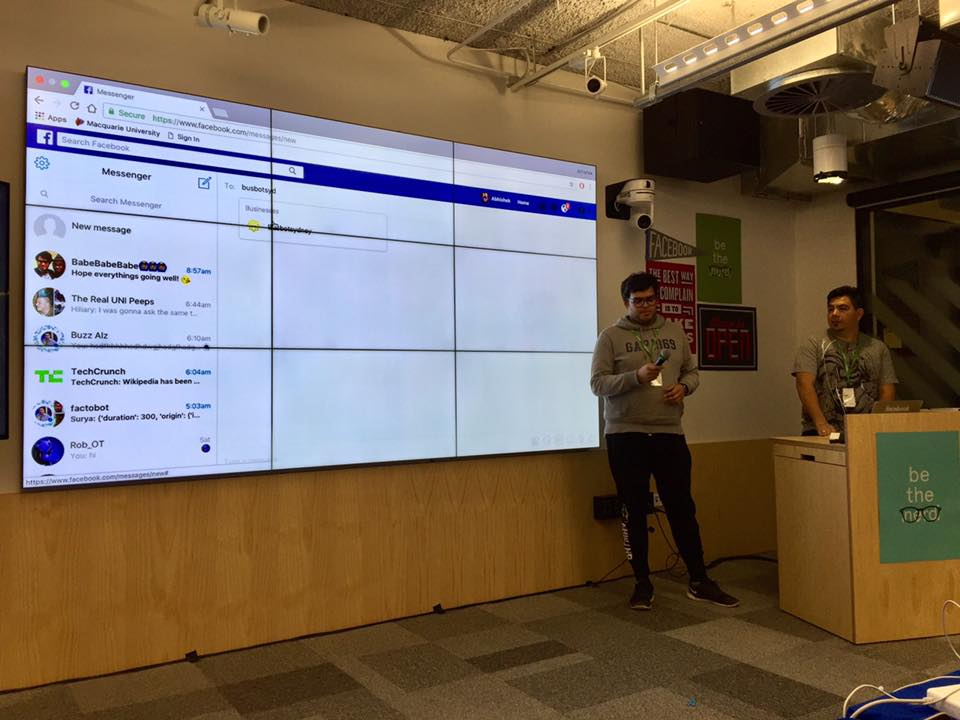 Messenger
Secure https://www.facebook.com/messages/new
Apps Macquarie University Sign In
Search Facebook
Abhishek Home
Messenger
Search Messenger
To: busbotsyd
Businesses
Busbotsydney
New message
BabeBabeBabe
Hope everythings going well!
8:57am
The Real UNI Peeps
Hiliary: I was gonna ask the same t...
6:44am
Buzz Alz
6:10am
TechCrunch
TechCrunch: Wikipedia has been ...
6:04am
factobot
Surya: {'duration': 300, 'origin': {'l...
5:03am
Rob_OT
You: hi
Sat
https://www.facebook.com/messages/new#
FACEBOOK
be
the
nerd
THE BEST WAY
COMPLAIN
IS TO
OPEN
be
the
nerd.